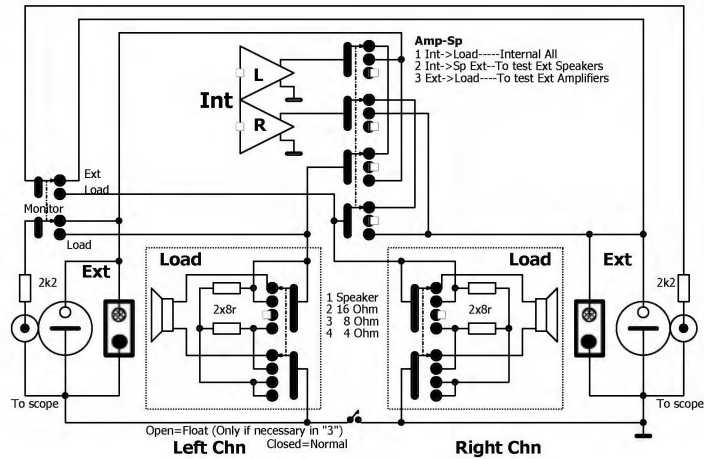 Amp-Sp
1 Int->Load-----Internal All
2 Int->Sp Ext--To test Ext Speakers
3 Ext->Load----To test Ext Amplifiers
L
Int
R
Ext
Load
Monitor
Load
Ext
2k2
To scope
Load
2x8r
1 Speaker
2 16 Ohm
3 8 Ohm
4 4 Ohm
Load
2x8r
Ext
2k2
To scope
Open=Float (Only if necessary in "3")
Closed=Normal
Left Chn
Right Chn